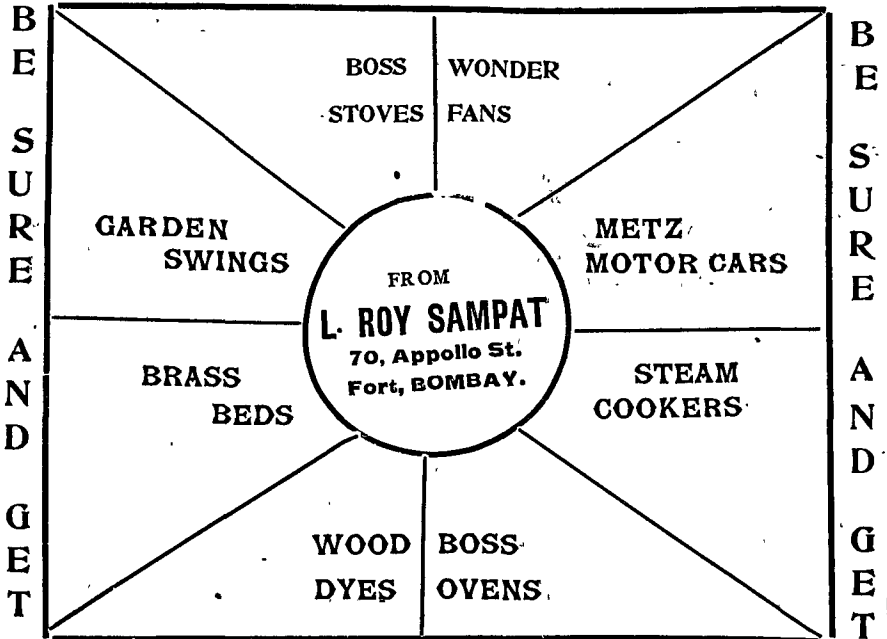 BE SURE AND GET
BOSS
STOVES
WONDER
FANS
GARDEN
SWINGS
METZ
MOTOR CARS
FROM
L. ROY SAMPAT
70, Appollo St.
Fort, BOMBAY.
BRASS
BEDS
STEAM
COOKERS
WOOD
DYES
BOSS
OVENS
BE SURE AND GET